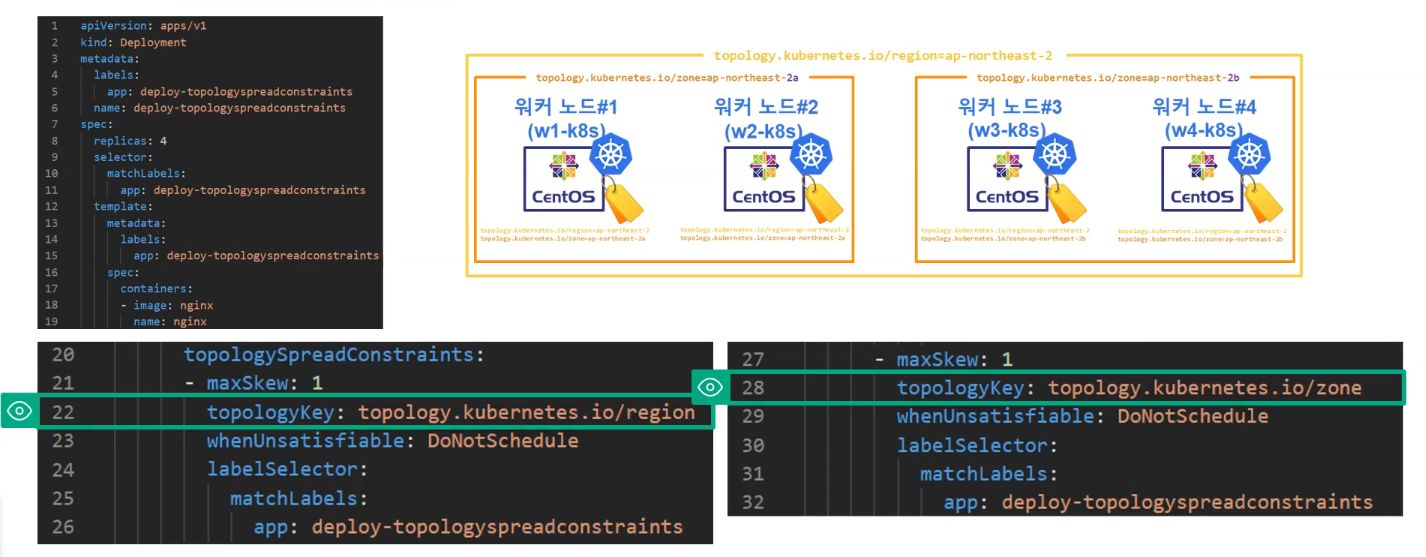 1 apiVersion: apps/v1
2 kind: Deployment
3 metadata:
4 labels:
5 app: deploy-topologyspreadconstraints
6 name: deploy-topologyspreadconstraints
7 spec:
8 replicas: 4
9 selector:
10 matchLabels:
11 app: deploy-topologyspreadconstraints
12 template:
13 metadata:
14 labels:
15 app: deploy-topologyspreadconstraints
16 spec:
17 containers:
18 - image: nginx
19 name: nginx
topology.kubernetes.io/region=ap-northeast-2
topology.kubernetes.io/zone=ap-northeast-2a
워커 노드#1
(w1-k8s)
CentOS
topology.kubernetes.io/region=ap-northeast-2
topology.kubernetes.io/zone=ap-northeast-2a
워커 노드#2
(w2-k8s)
CentOS
topology.kubernetes.io/region=ap-northeast-2
topology.kubernetes.io/zone=ap-northeast-2a
topology.kubernetes.io/zone=ap-northeast-2b
워커 노드#3
(w3-k8s)
CentOS
topology.kubernetes.io/region=ap-northeast-2
topology.kubernetes.io/zone=ap-northeast-2b
워커 노드#4
(w4-k8s)
CentOS
topology.kubernetes.io/region=ap-northeast-2
topology.kubernetes.io/zone=ap-northeast-2b
20 topologySpreadConstraints:
21 - maxSkew: 1
22 topologyKey: topology.kubernetes.io/region
23 whenUnsatisfiable: DoNotSchedule
24 labelSelector:
25 matchLabels:
26 app: deploy-topologyspreadconstraints
27 - maxSkew: 1
28 topologyKey: topology.kubernetes.io/zone
29 whenUnsatisfiable: DoNotSchedule
30 labelSelector:
31 matchLabels:
32 app: deploy-topologyspreadconstraints